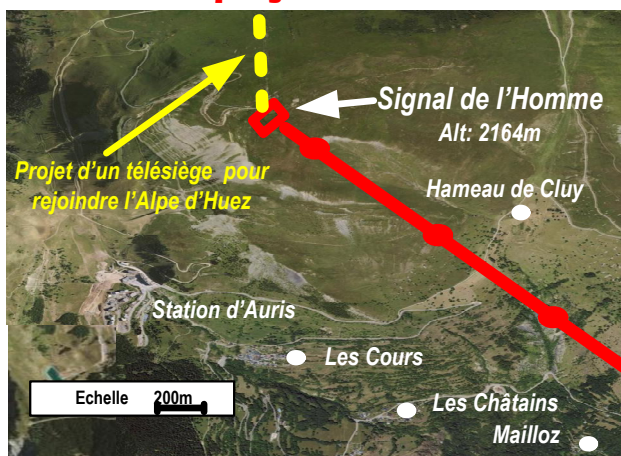 Signal de l'Homme
Alt: 2164m
Projet d'un télésiège pour
rejoindre l'Alpe d'Huez
Hameau de Cluy
Station d'Auris
Les Cours
Echelle 200m
Les Châtains
Mailloz